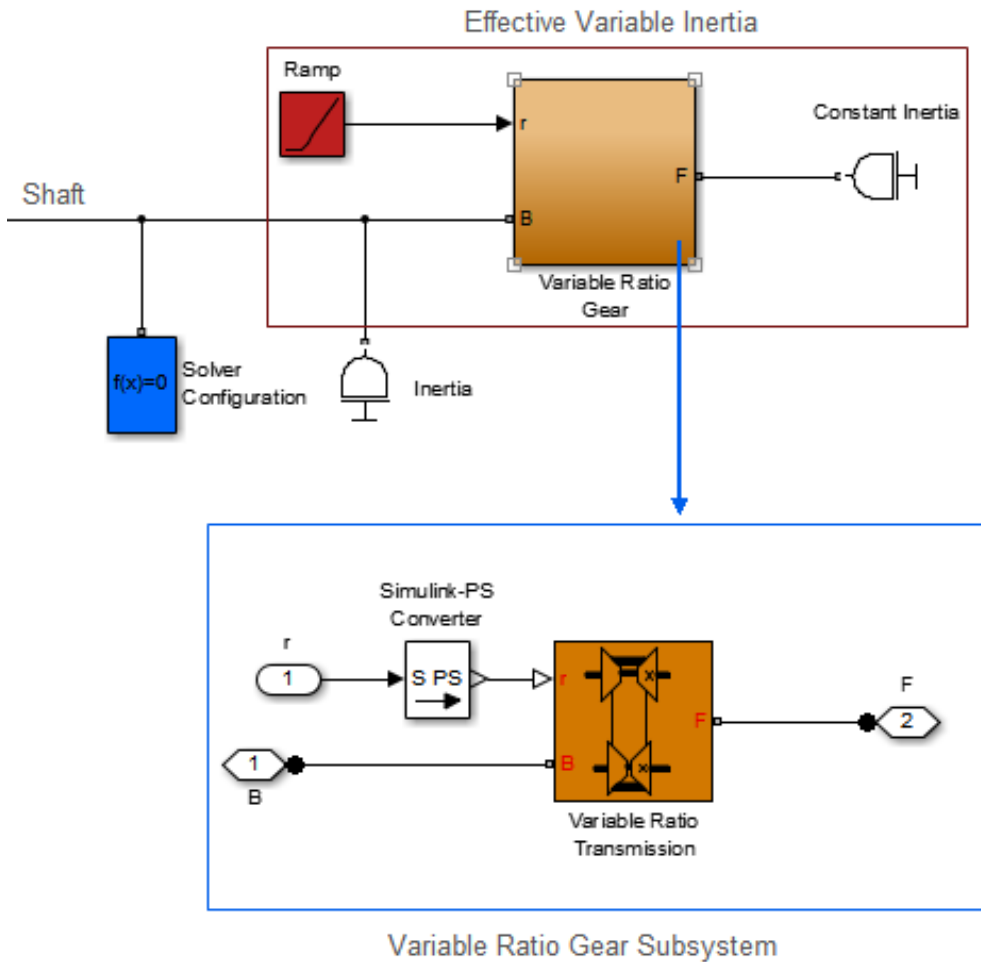 Effective Variable Inertia
Ramp
Constant Inertia
r
F
Shaft
B
Variable Ratio
Gear
f(x)=0
Solver
Configuration
Inertia
Simulink-PS
Converter
r
1
S PS
r
F
F
2
1
B
B
Variable Ratio
Transmission
Variable Ratio Gear Subsystem